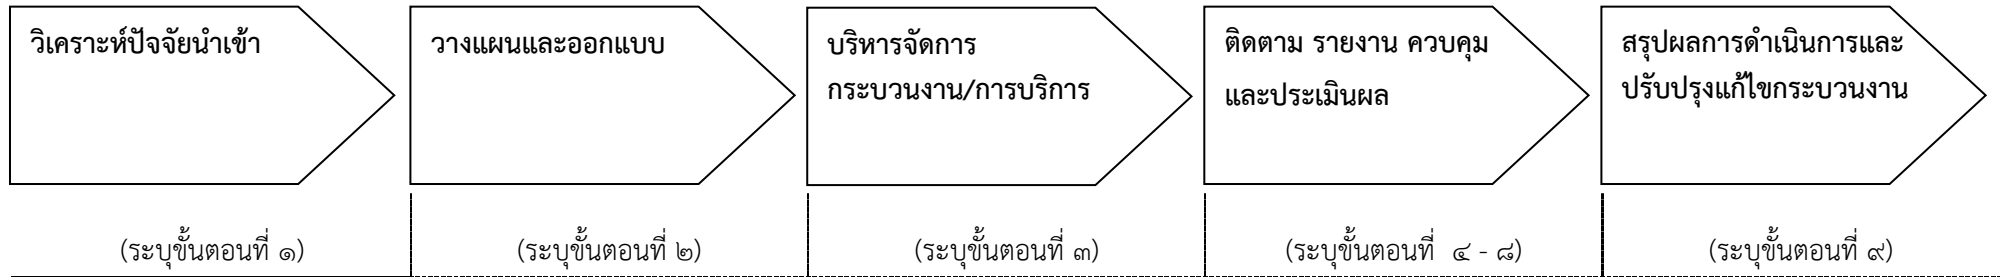 วิเคราะห์ปัจจัยนำเข้า
วางแผนและออกแบบ
บริหารจัดการ
กระบวนงาน/การบริการ
ติดตาม รายงาน ควบคุม
และประเมินผล
สรุปผลการดำเนินการและ
ปรับปรุงแก้ไขกระบวนงาน
(ระบุขั้นตอนที่ ๑)
(ระบุขั้นตอนที่ ๒)
(ระบุขั้นตอนที่ ๓)
(ระบุขั้นตอนที่ ๔ - ๘)
(ระบุขั้นตอนที่ ๙)